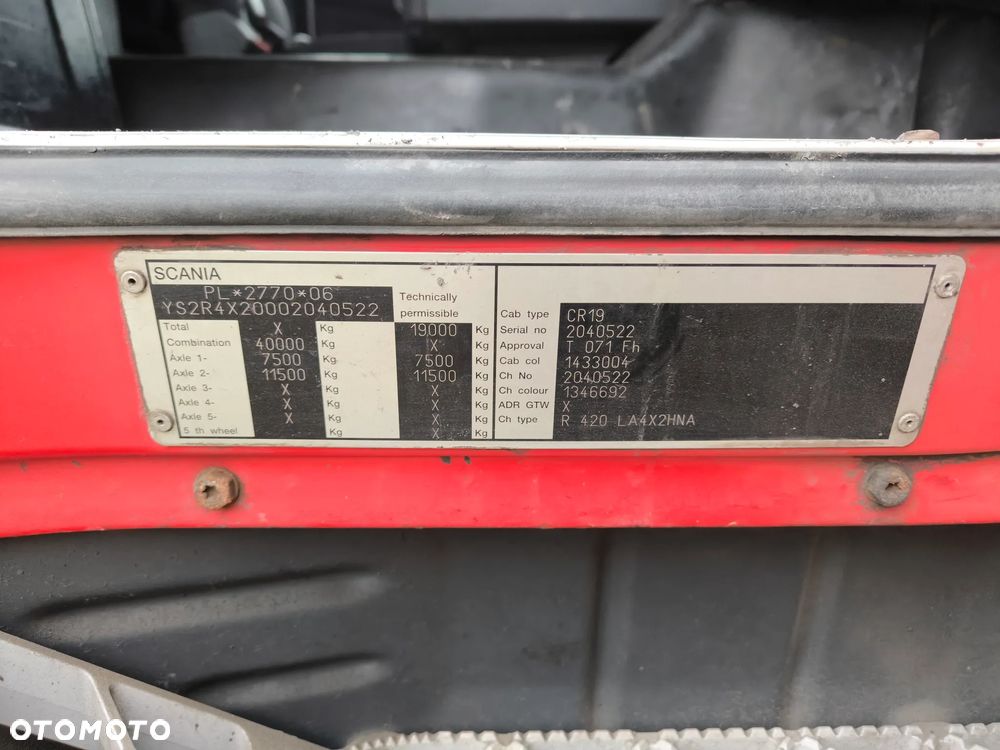 SCANIA
PL*2770*06
YS2R4X20002040522
Technically
permissible
Total X Kg 19000 Kg
Combination 40000 Kg X Kg
Axle 1- 7500 Kg 7500 Kg
Axle 2- 11500 Kg 11500 Kg
Axle 3- X Kg X Kg
Axle 4- X Kg X Kg
Axle 5- X Kg X Kg
5 th wheel Kg X Kg
Cab type CR19
Serial no 2040522
Approval T 071 Fh
Cab col 1433004
Ch No 2040522
Ch colour 1346692
ADR GTW X
Ch type R 420 LA4X2HNA
OTOMOTO